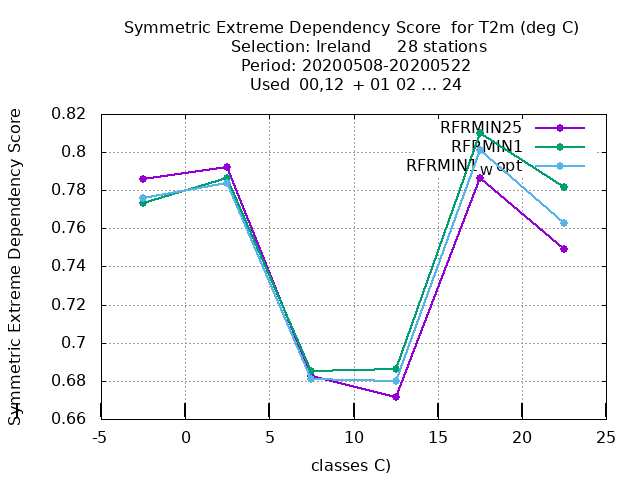 Symmetric Extreme Dependency Score for T2m (deg C)
Selection: Ireland 28 stations
Period: 20200508-20200522
Used 00,12 + 01 02 ... 24
Symmetric Extreme Dependency Score
y
0.82
0.8
0.78
0.76
0.74
0.72
0.7
0.68
0.66
RFRMIN25
RFRMIN1
RFRMIN1wopt
-5
0
5
10
15
20
25
classes C)